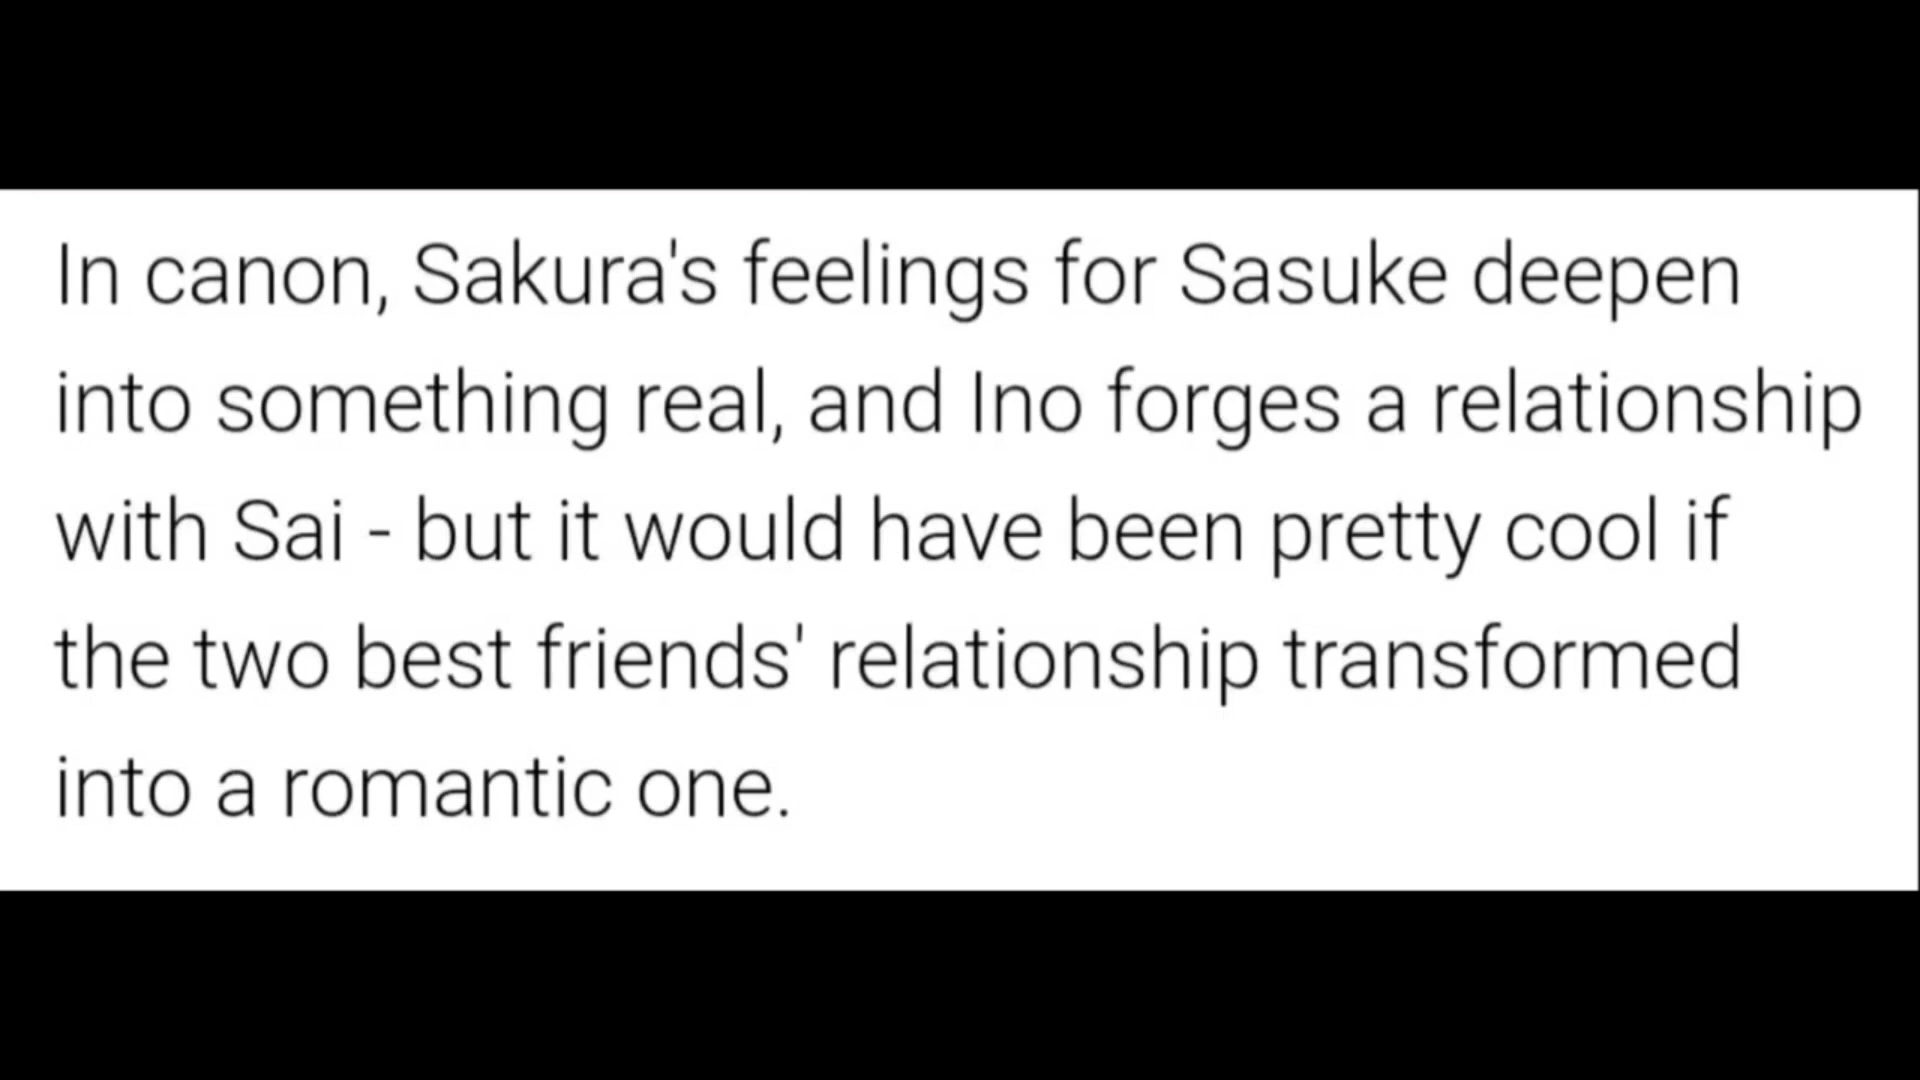 In canon, Sakura's feelings for Sasuke deepen
into something real, and Ino forges a relationship
with Sai - but it would have been pretty cool if
the two best friends' relationship transformed
into a romantic one.